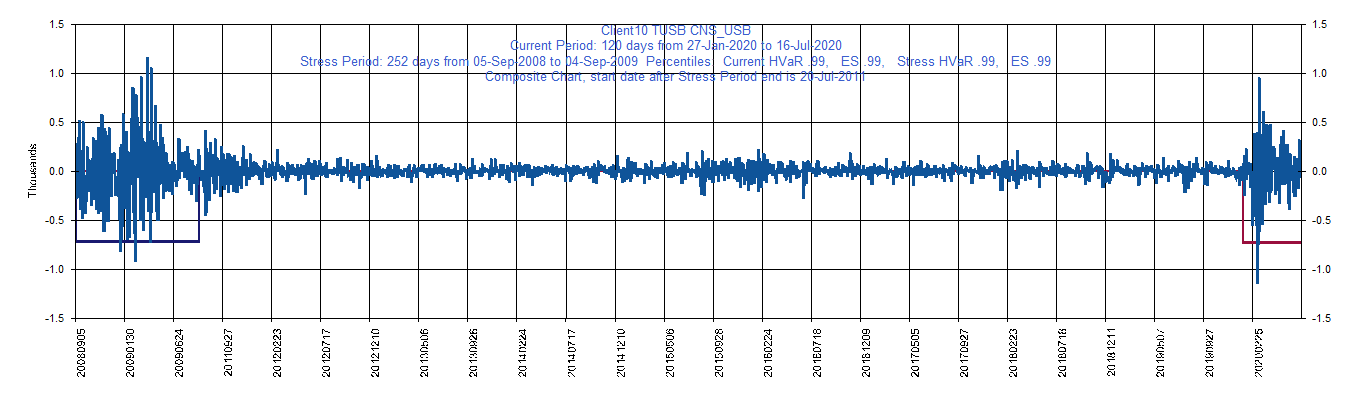 Client10 TUSB CNS_USB
Current Period: 120 days from 27-Jan-2020 to 16-Jul-2020
Stress Period: 252 days from 05-Sep-2008 to 04-Sep-2009 Percentiles: Current HVaR .99, ES .99, Stress HVaR .99, ES .99
Composite Chart, start date after Stress Period end is 20-Jul-2011
1.5 1.5
1.0 1.0
0.5 0.5
0.0 0.0
-0.5 -0.5
-1.0 -1.0
-1.5 -1.5
Thousands
20080905 20090130 20090624 20110927 20120223 20120717 20121210 20130506 20130926 20140224 20140717 20141210 20150506 20150928 20160224 20160718 20161209 20170505 20170927 20180223 20180718 20181211 20190507 20190927 20200225